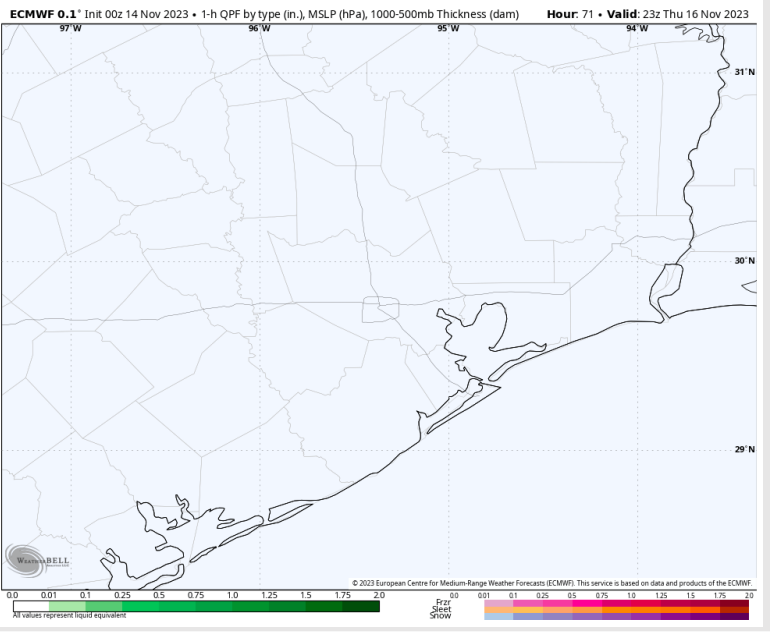 ECMWF 0.1° Init 00z 14 Nov 2023 • 1-h QPF by type (in.), MSLP (hPa), 1000-500mb Thickness (dam) Hour: 71 • Valid: 23z Thu 16 Nov 2023
97°W 96°W 95°W 94°W
31°N
30°N
29°N
WEATHERBELL
© 2023 European Centre for Medium-Range Weather Forecasts (ECMWF). This service is based on data and products of the ECMWF.
0.0 0.01 0.1 0.25 0.5 0.75 1.0 1.25 1.5 1.75 2.0 0.0 .01 0.1 0.25 0.5 0.75 1.0 1.25 1.5 1.75 2.0
Frzr
Sleet
Snow
All values represent liquid equivalent